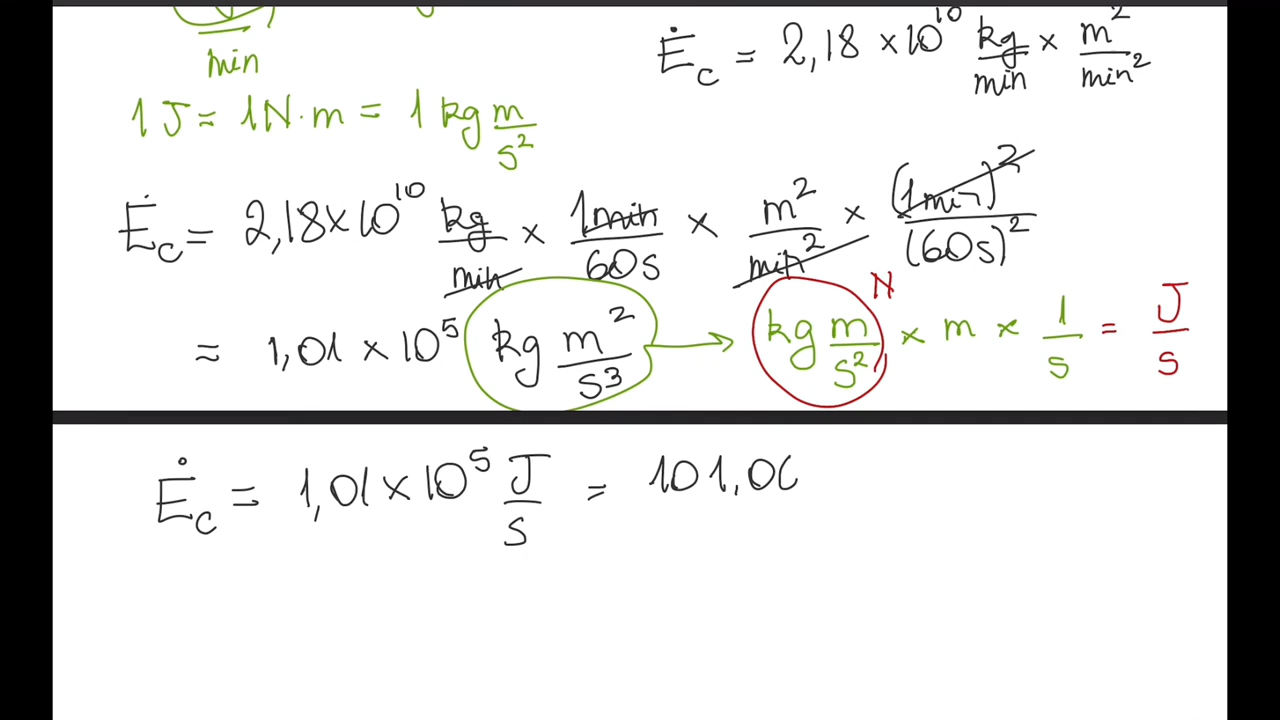 min
Ė_C = 2,18 × 10^10 kg/min × m²/min²
1 J = 1N·m = 1 kg m/s²
Ė_C = 2,18 × 10^10 kg/min × 1min/60s × m²/min² × (1min)²/(60s)²
= 1,01 × 10^5 kg m²/s³ → kg m/s² N × m × 1/s = J/s
Ė_C = 1,01 × 10^5 J/s = 101,0